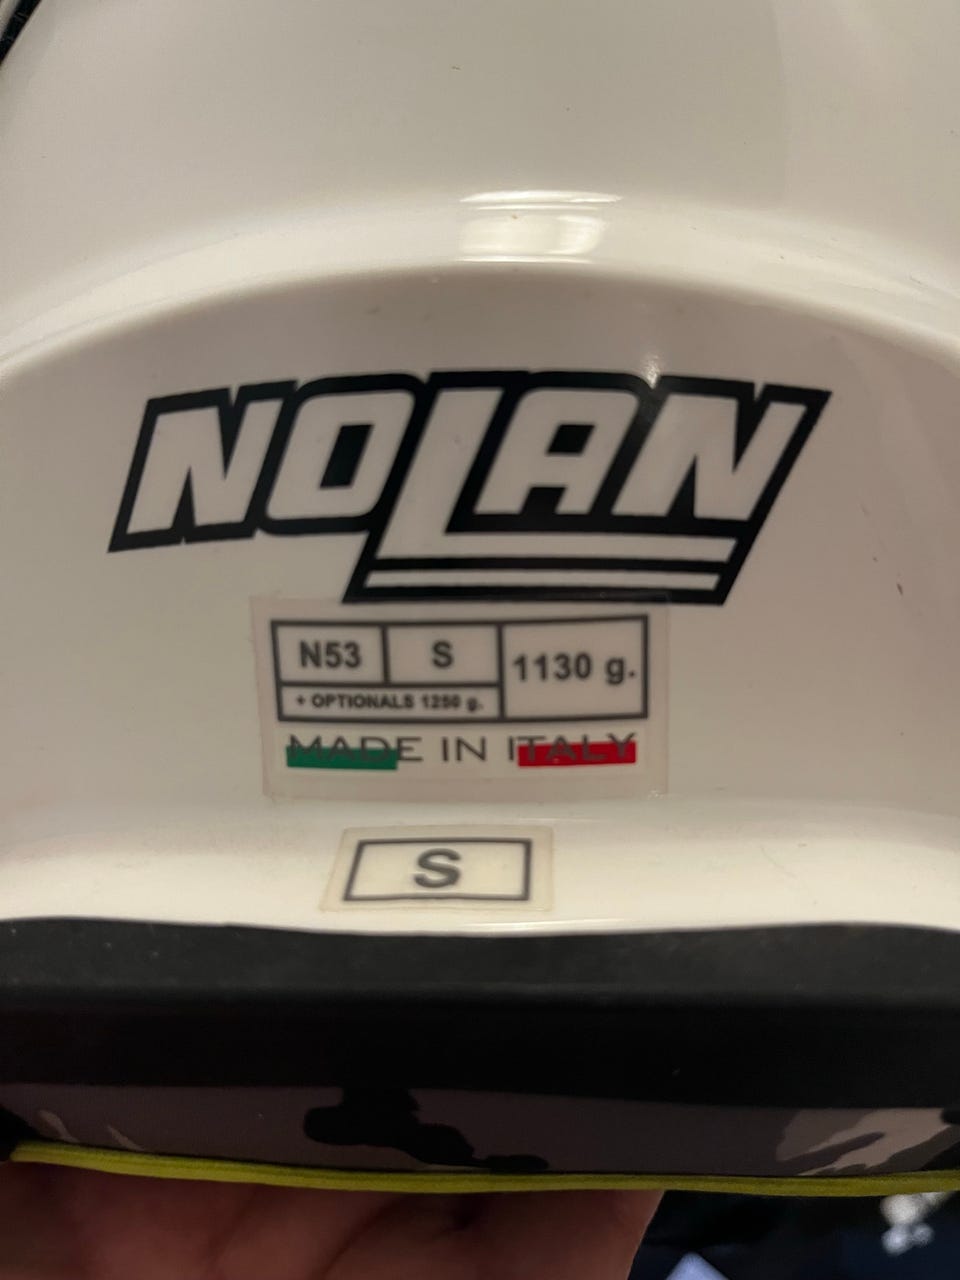 NOLAN
N53 S 1130 g.
+ OPTIONALS 1250 g.
MADE IN ITALY
S